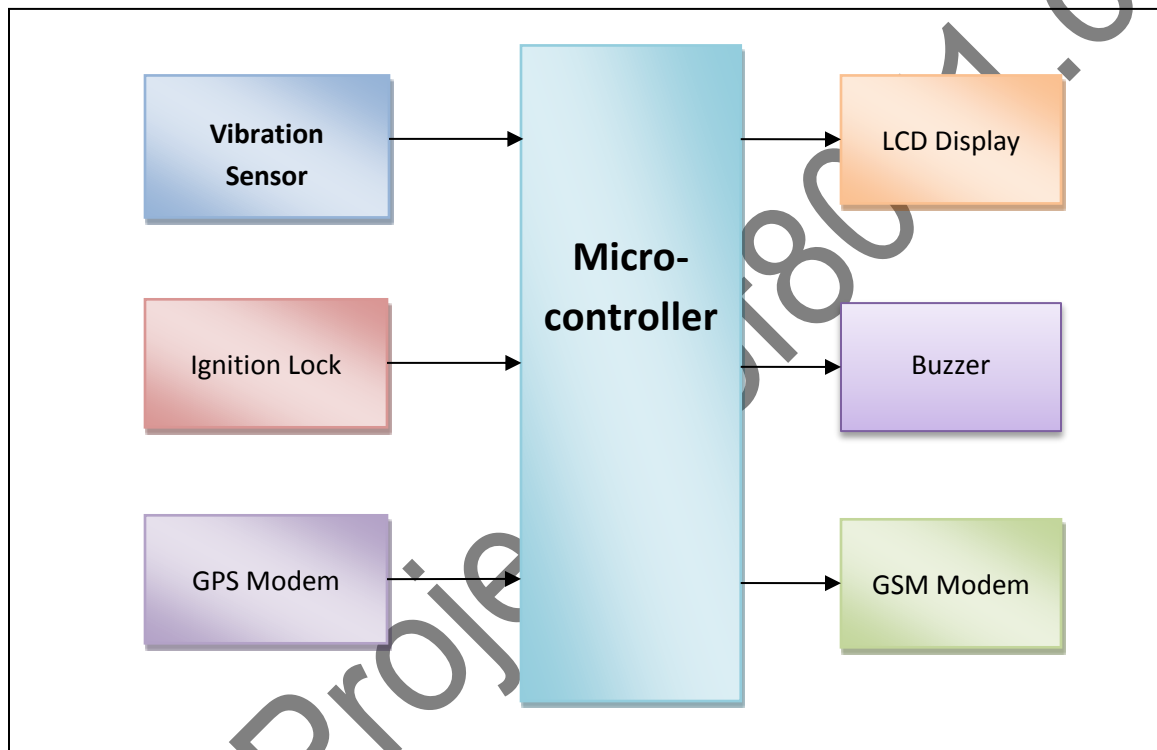 Vibration
Sensor
LCD Display
Micro-
controller
Ignition Lock
Buzzer
GPS Modem
GSM Modem